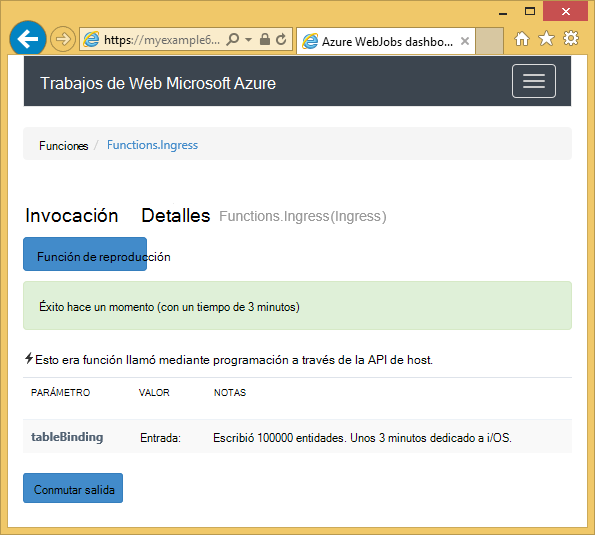 https://myexample6...
Azure WebJobs dashbo...
Trabajos de Web Microsoft Azure
Funciones / Functions.Ingress
Invocación Detalles Functions.Ingress(Ingress)
Función de reproducción
Éxito hace un momento (con un tiempo de 3 minutos)
Esto era función llamó mediante programación a través de la API de host.
PARÁMETRO VALOR NOTAS
tableBinding Entrada: Escribió 100000 entidades. Unos 3 minutos dedicado a i/OS.
Conmutar salida